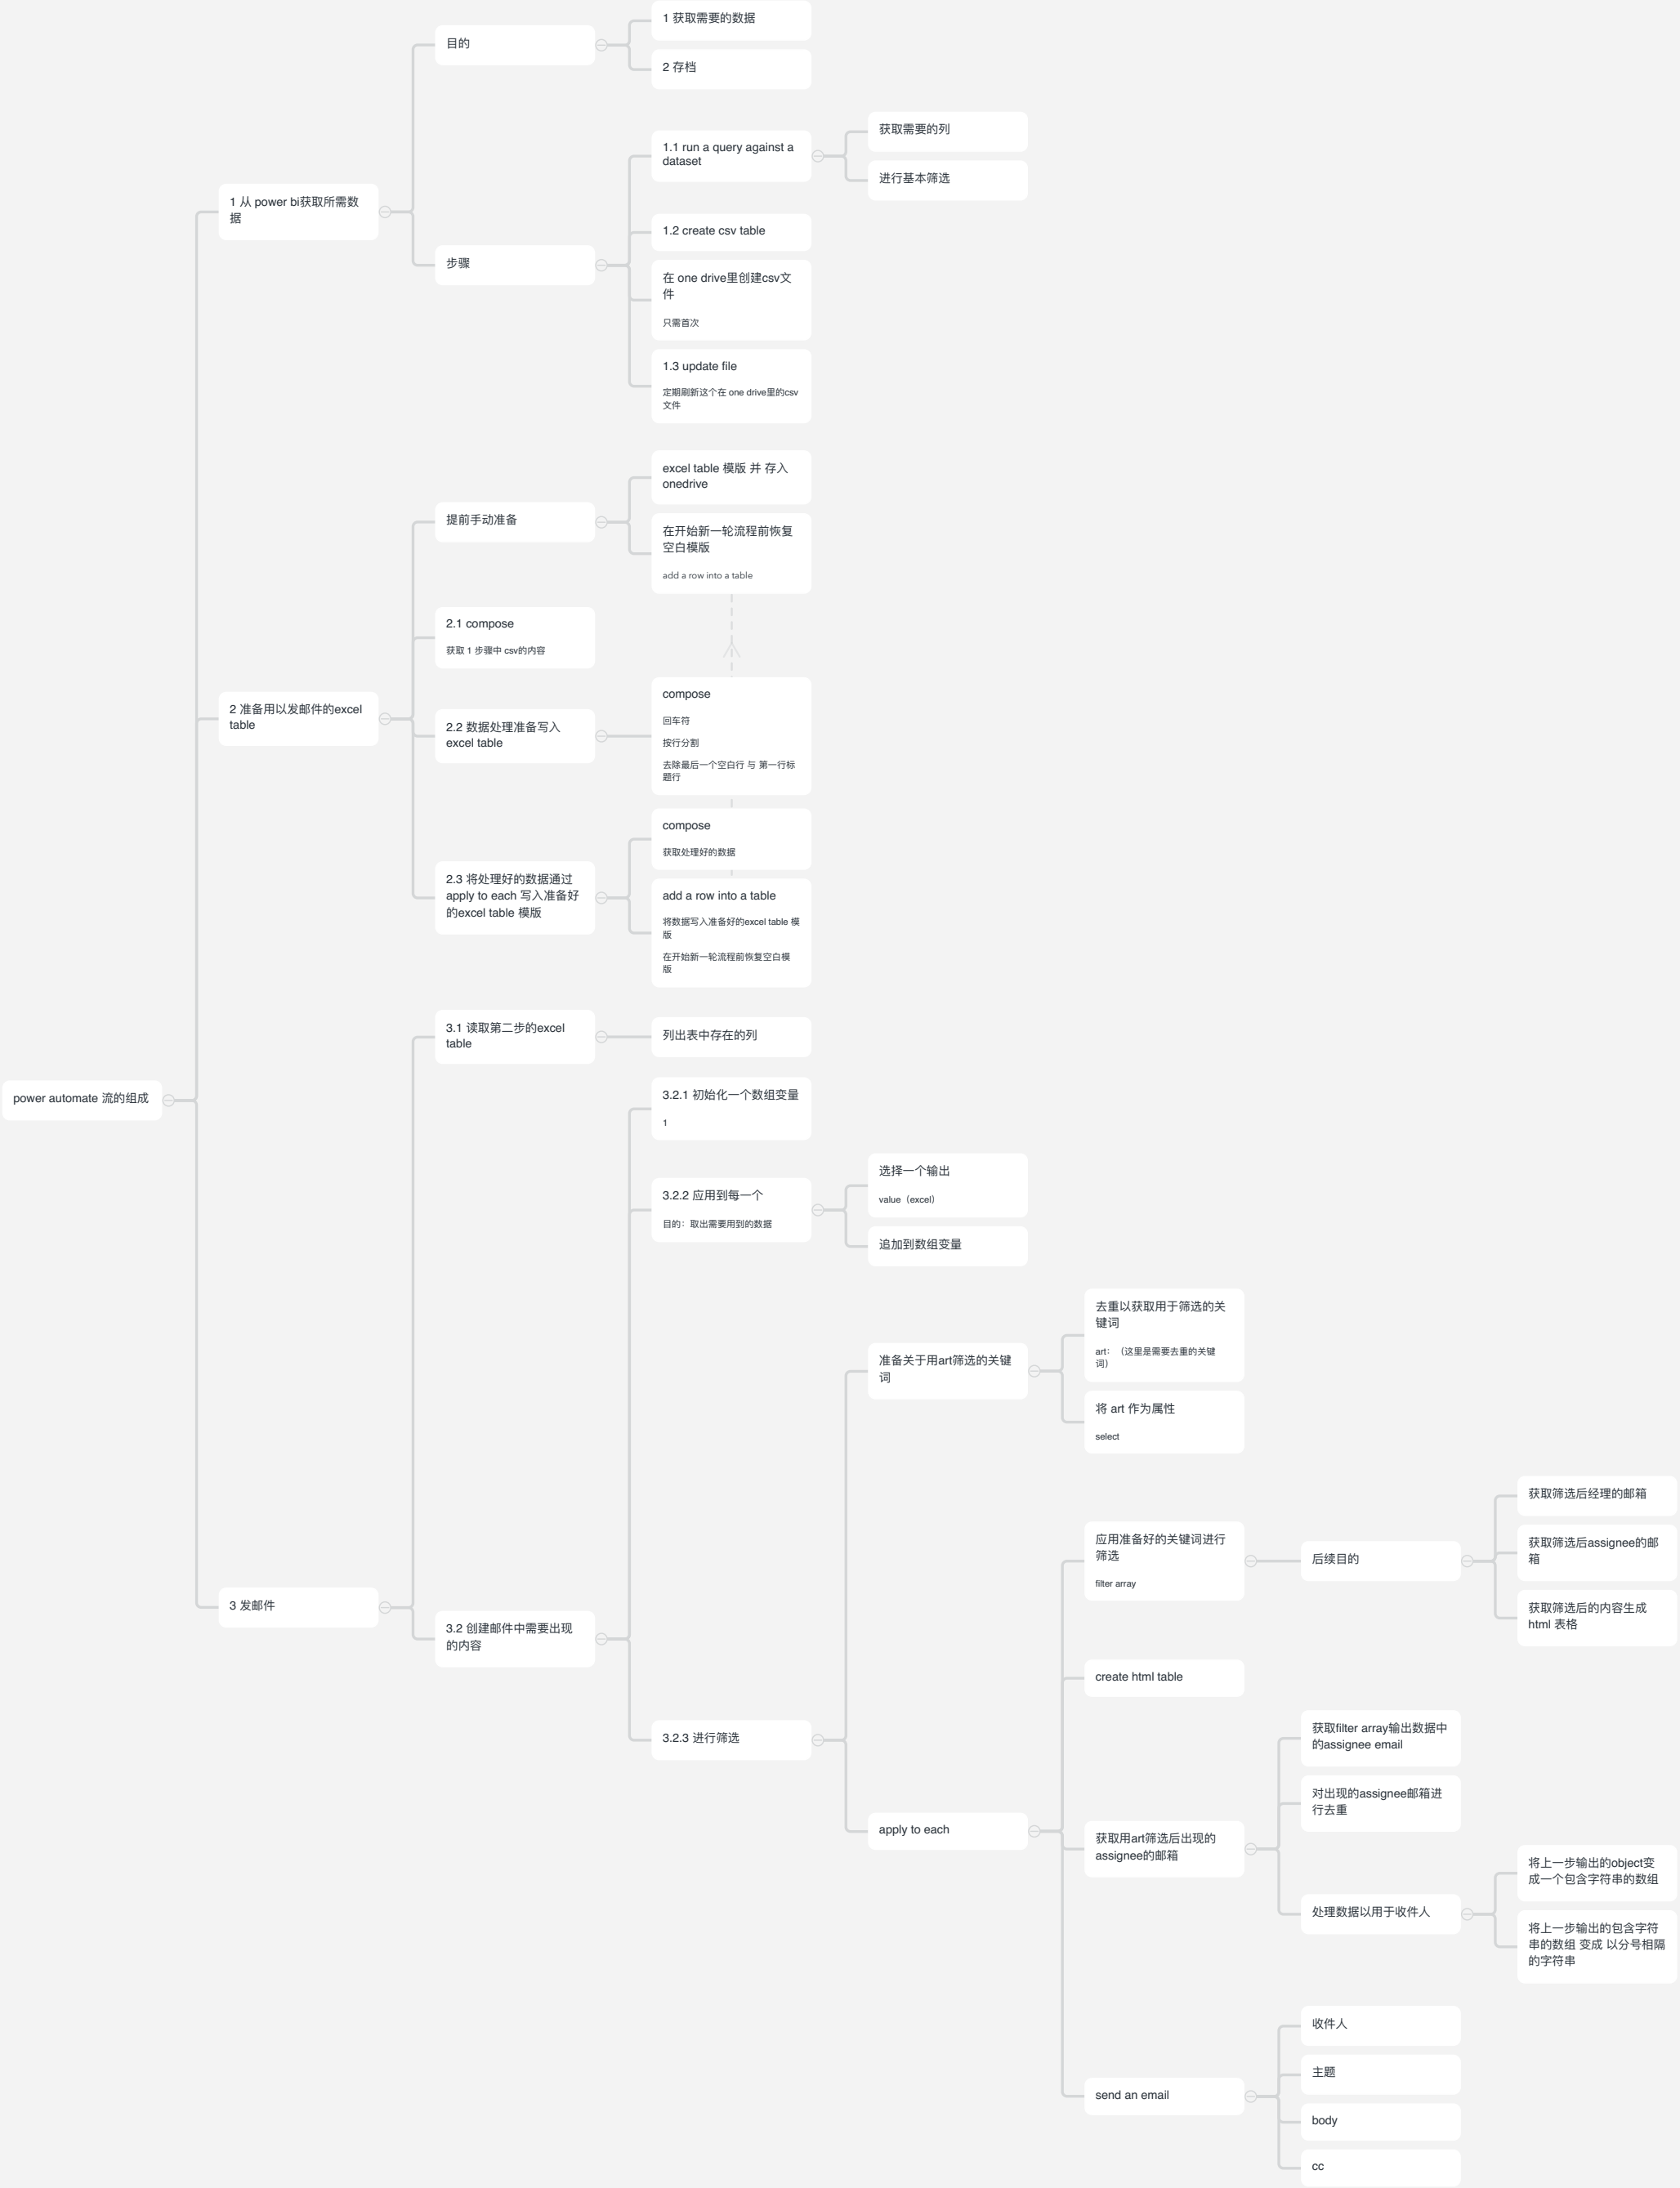 power automate 流的组成
1 从 power bi获取所需数
据
目的
1 获取需要的数据
2 存档
步骤
1.1 run a query against a
dataset
获取需要的列
进行基本筛选
1.2 create csv table
在 one drive里创建csv文
件
只需首次
1.3 update file
定期刷新这个在 one drive里的csv
文件
2 准备用以发邮件的excel
table
提前手动准备
excel table 模版 并 存入
onedrive
在开始新一轮流程前恢复
空白模版
add a row into a table
2.1 compose
获取 1 步骤中 csv的内容
2.2 数据处理准备写入
excel table
compose
回车符
按行分割
去除最后一个空白行 与 第一行标
题行
2.3 将处理好的数据通过
apply to each 写入准备好
的excel table 模版
compose
获取处理好的数据
add a row into a table
将数据写入准备好的excel table 模
版
在开始新一轮流程前恢复空白模
版
3 发邮件
3.1 读取第二步的excel
table
列出表中存在的列
3.2 创建邮件中需要出现
的内容
3.2.1 初始化一个数组变量
1
3.2.2 应用到每一个
目的：取出需要用到的数据
选择一个输出
value（excel）
追加到数组变量
3.2.3 进行筛选
准备关于用art筛选的关键
词
去重以获取用于筛选的关
键词
art：（这里是需要去重的关键
词）
将 art 作为属性
select
apply to each
应用准备好的关键词进行
筛选
filter array
后续目的
获取筛选后经理的邮箱
获取筛选后assignee的邮
箱
获取筛选后的内容生成
html 表格
create html table
获取用art筛选后出现的
assignee的邮箱
获取filter array输出数据中
的assignee email
对出现的assignee邮箱进
行去重
处理数据以用于收件人
将上一步输出的object变
成一个包含字符串的数组
将上一步输出的包含字符
串的数组 变成 以分号相隔
的字符串
send an email
收件人
主题
body
cc